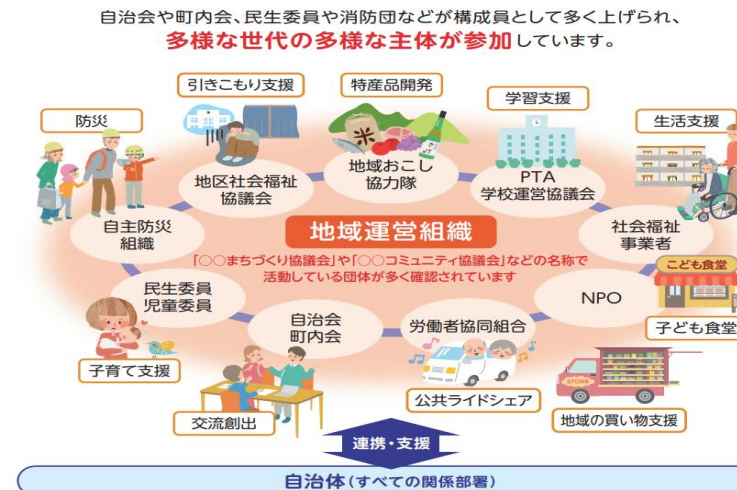 自治会や町内会、民生委員や消防団などが構成員として多く上げられ、
多様な世代の多様な主体が参加しています。
引きこもり支援
特産品開発
学習支援
防災
生活支援
米
地区社会福祉
協議会
地域おこし
協力隊
PTA
学校運営協議会
自主防災
組織
地域運営組織
社会福祉
事業者
「○○まちづくり協議会」や「○○コミュニティ協議会」などの名称で
活動している団体が多く確認されています
こども食堂
民生委員
児童委員
NPO
自治会
町内会
労働者協同組合
子ども食堂
子育て支援
STORE
公共ライドシェア
交流創出
地域の買い物支援
連携・支援
自治体(すべての関係部署)